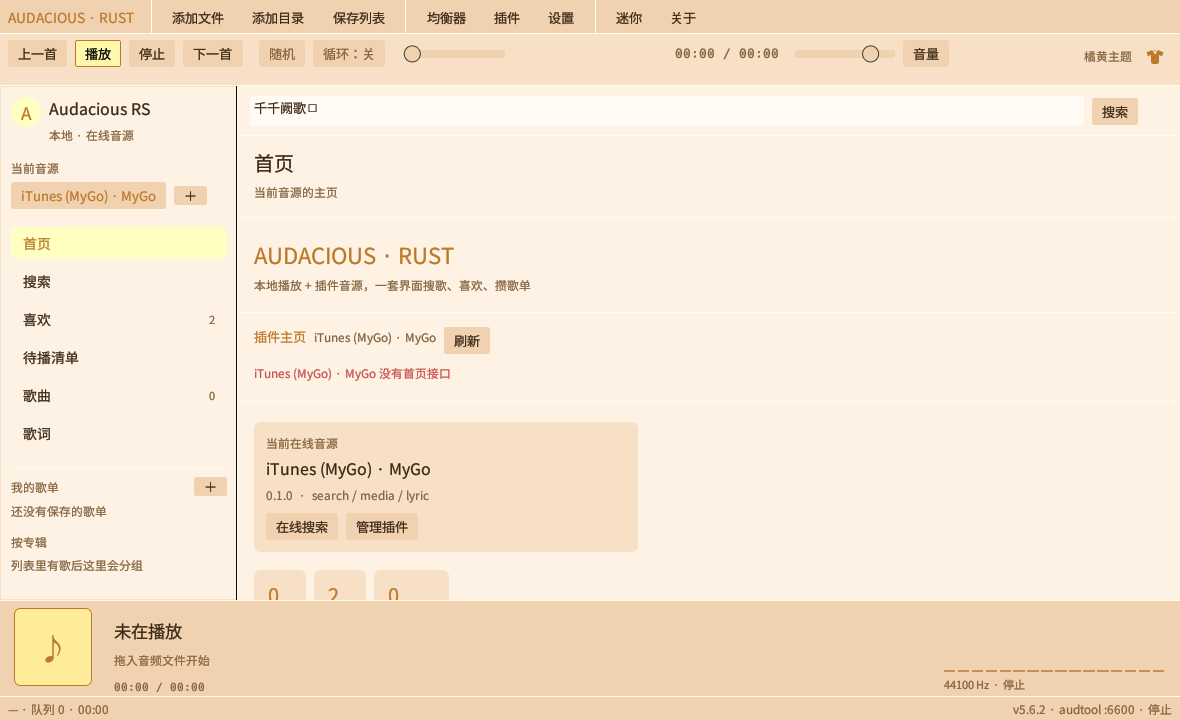 AUDACIOUS · RUST 添加文件 添加目录 保存列表 均衡器 插件 设置 迷你 关于
上一首 播放 停止 下一首 随机 循环：关 00:00 / 00:00 音量 橘黄主题
A Audacious RS
本地 · 在线音源
当前音源
iTunes (MyGo) · MyGo +
首页
搜索
喜欢 2
待播清单
歌曲 0
歌词
我的歌单 +
还没有保存的歌单
按专辑
列表里有歌后这里会分组
千千阙歌□ 搜索
首页
当前音源的主页
AUDACIOUS · RUST
本地播放 + 插件音源，一套界面搜歌、喜欢、攒歌单
插件主页 iTunes (MyGo) · MyGo 刷新
iTunes (MyGo) · MyGo 没有首页接口
当前在线音源
iTunes (MyGo) · MyGo
0.1.0 · search / media / lyric
在线搜索 管理插件
0 2 0
♪ 未在播放
拖入音频文件开始
00:00 / 00:00
44100 Hz · 停止
— · 队列 0 · 00:00 v5.6.2 · audtool :6600 · 停止